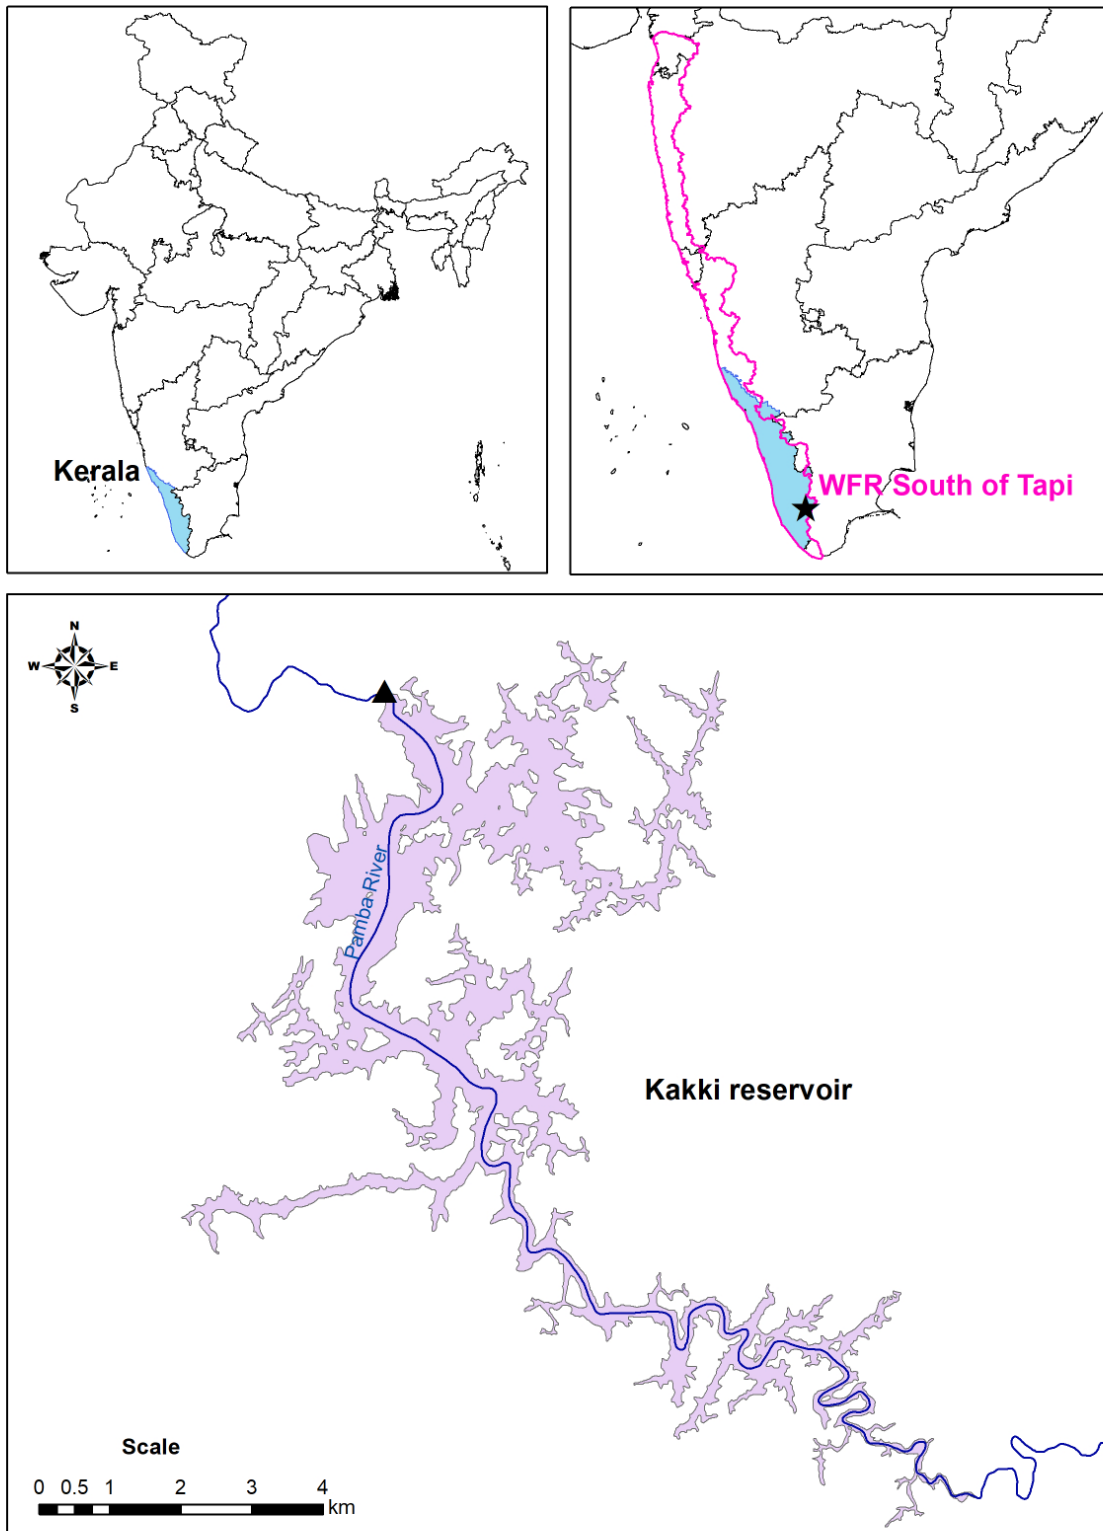 Kerala
WFR South of Tapi
N
W E
S
Pamba River
Kakki reservoir
Scale
0 0.5 1 2 3 4
km